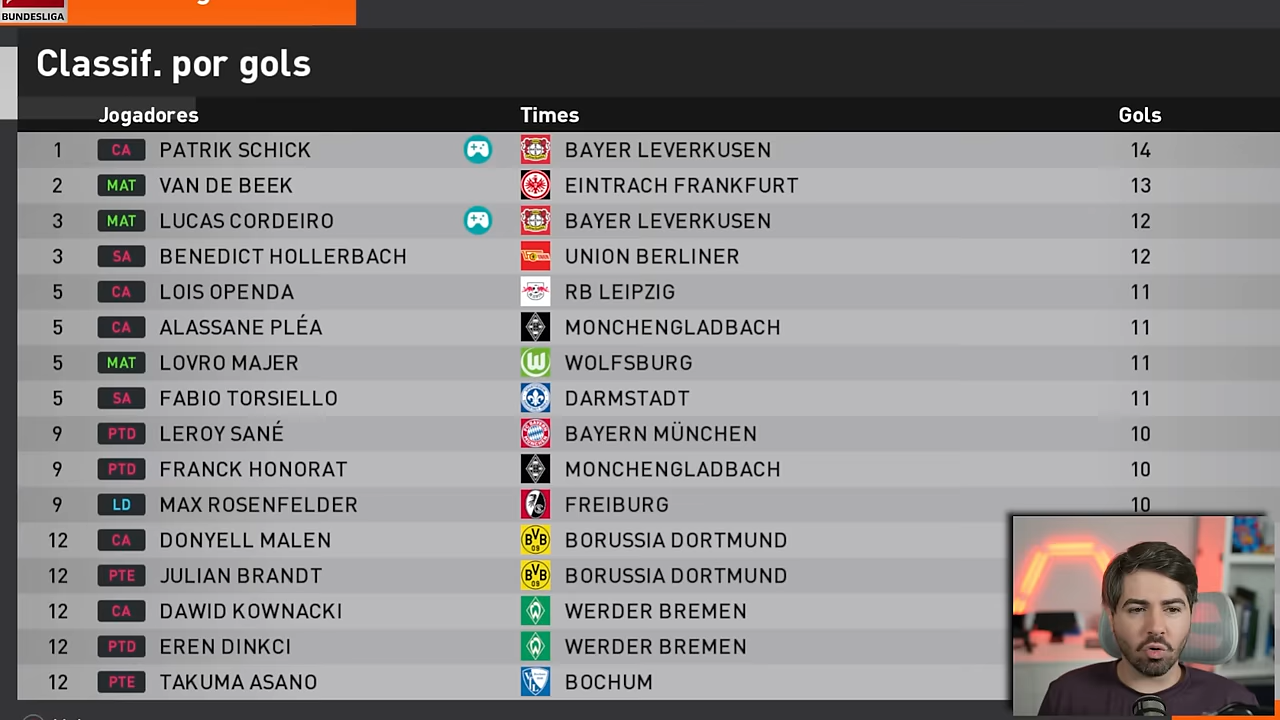 BUNDESLIGA
Classif. por gols
Jogadores Times Gols
1 CA PATRIK SCHICK BAYER LEVERKUSEN 14
2 MAT VAN DE BEEK EINTRACH FRANKFURT 13
3 MAT LUCAS CORDEIRO BAYER LEVERKUSEN 12
3 SA BENEDICT HOLLERBACH UNION BERLINER 12
5 CA LOIS OPENDA RB LEIPZIG 11
5 CA ALASSANE PLÉA MONCHENGLADBACH 11
5 MAT LOVRO MAJER WOLFSBURG 11
5 SA FABIO TORSIELLO DARMSTADT 11
9 PTD LEROY SANÉ BAYERN MÜNCHEN 10
9 PTD FRANCK HONORAT MONCHENGLADBACH 10
9 LD MAX ROSENFELDER FREIBURG 10
12 CA DONYELL MALEN BVB 09 BORUSSIA DORTMUND
12 PTE JULIAN BRANDT BVB 09 BORUSSIA DORTMUND
12 CA DAWID KOWNACKI WERDER BREMEN
12 PTD EREN DINKCI WERDER BREMEN
12 PTE TAKUMA ASANO BOCHUM